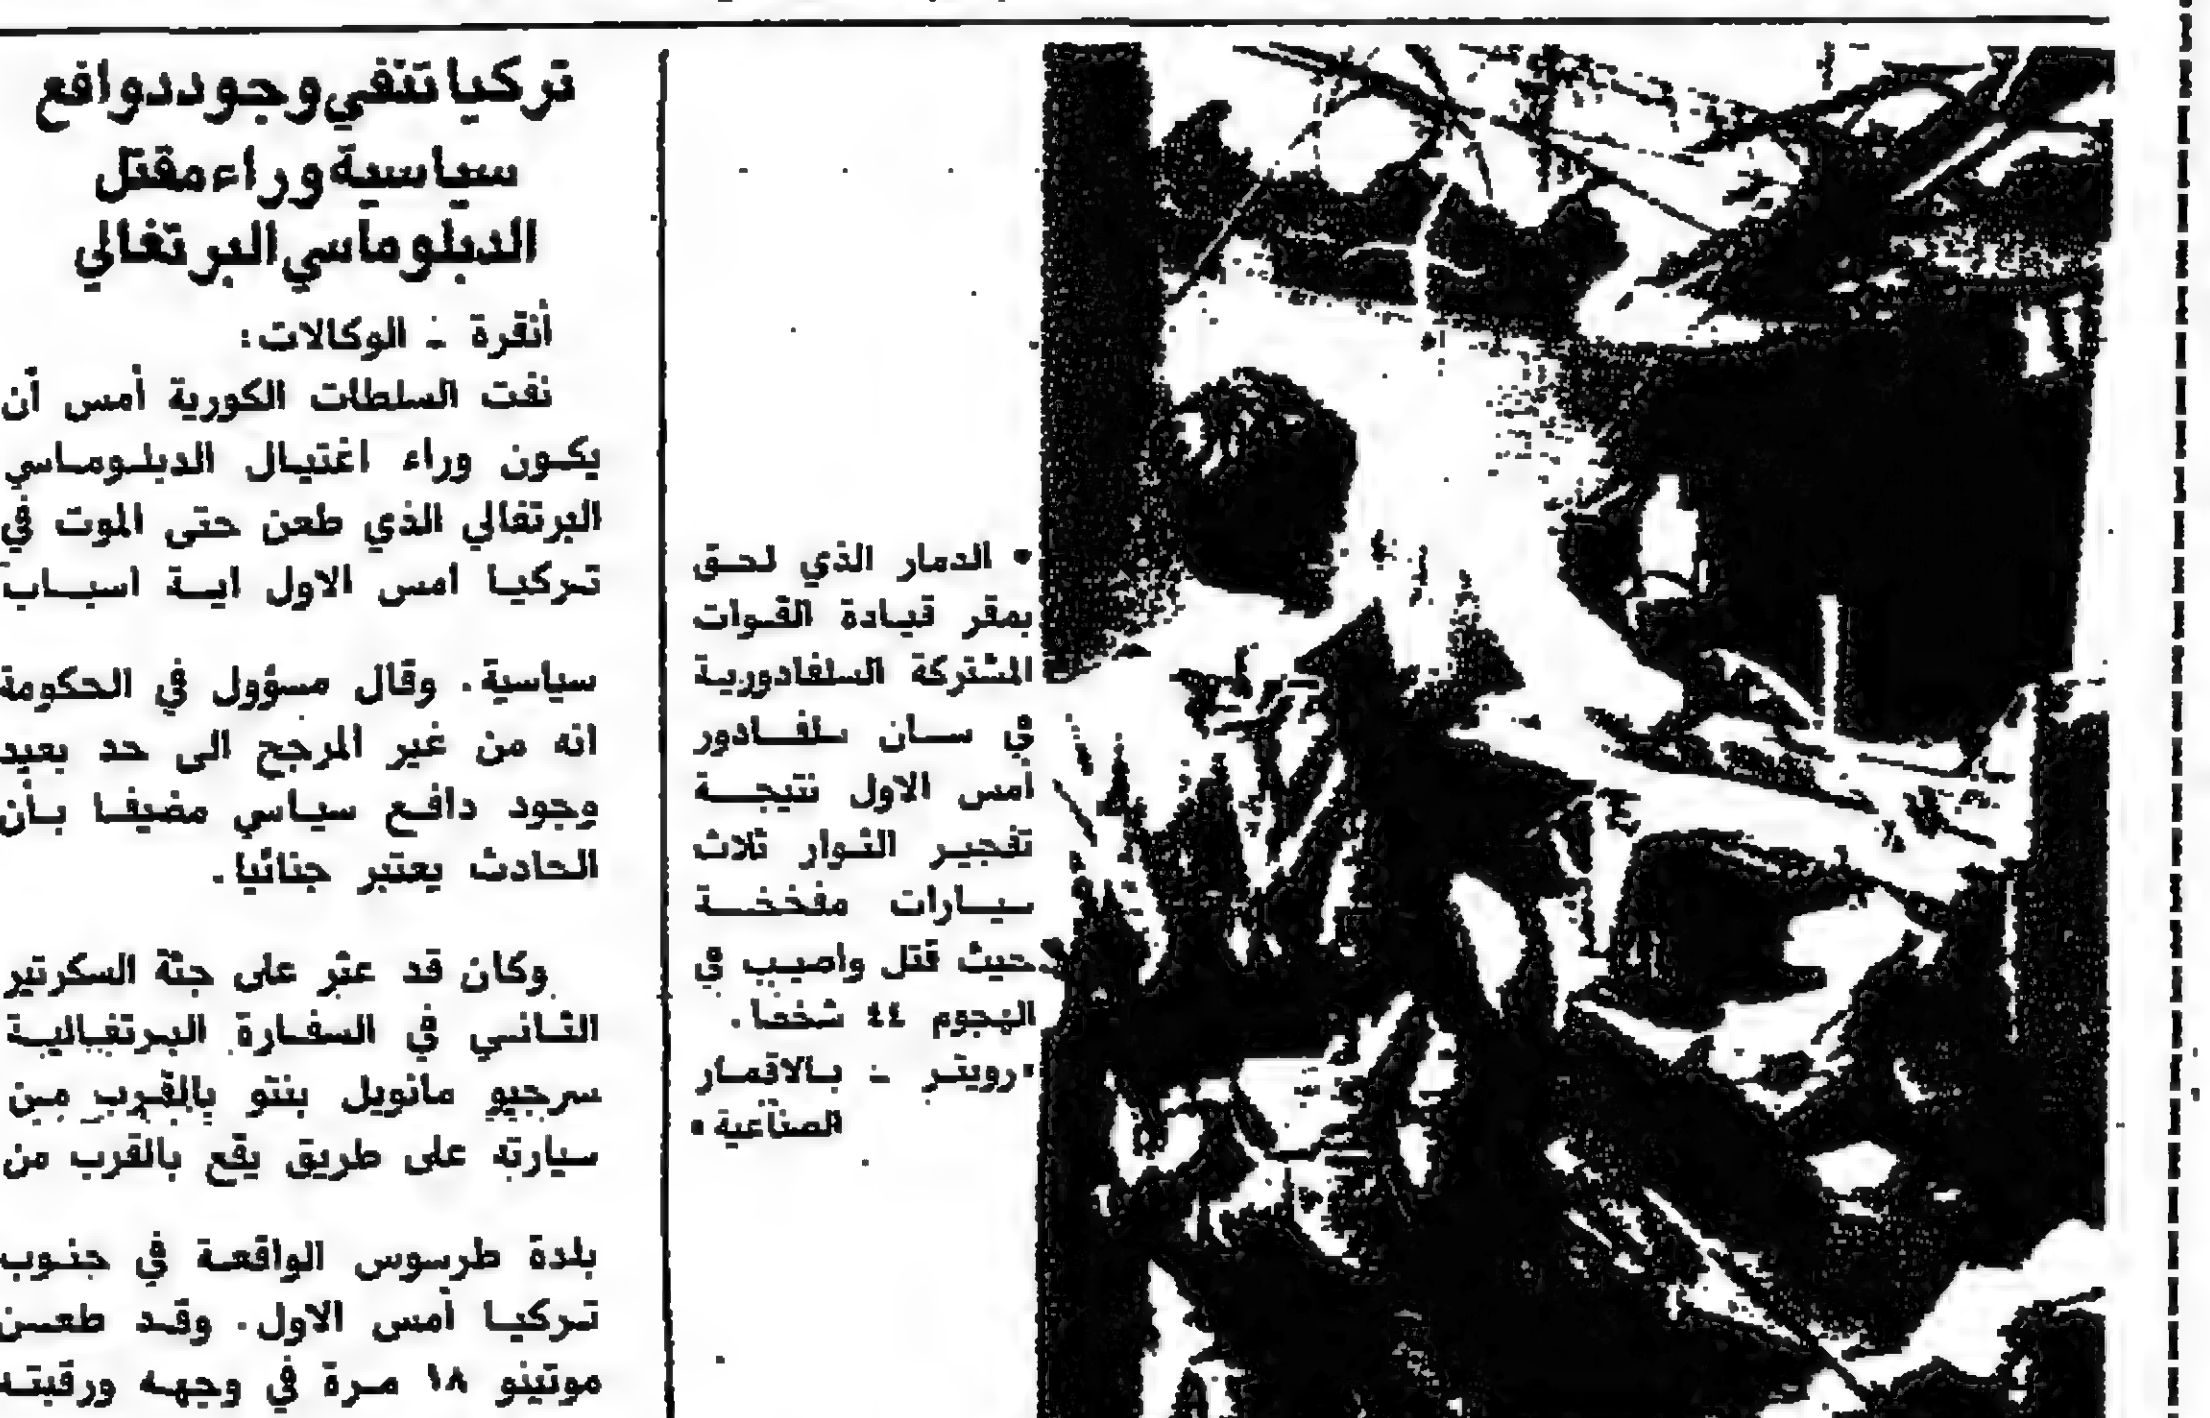 • الدمار الذي لحق
بمقر قيادة القوات
المشتركة السلفادورية
في سان سلفادور
أمس الاول نتيجة
تفجير الثوار ثلاث
سيارات مفخخة
حيث قتل واصيب في
الهجوم ٤٤ شخصا.
•رويتر - بالاقمار
الصناعية•
تركيا تنفي وجود دوافع
سياسية وراء مقتل
الدبلوماسي البرتغالي
أنقرة - الوكالات:
نفت السلطات الكورية أمس أن
يكون وراء اغتيال الدبلوماسي
البرتغالي الذي طعن حتى الموت في
تركيا امس الاول اية اسباب
سياسية. وقال مسؤول في الحكومة
انه من غير المرجح الى حد بعيد
وجود دافع سياسي مضيفا بأن
الحادث يعتبر جنائيا.
وكان قد عثر على جثة السكرتير
الثاني في السفارة البرتغالية
سرجيو مانويل بنتو بالقرب من
سيارته على طريق يقع بالقرب من
بلدة طرسوس الواقعة في جنوب
تركيا أمس الاول. وقد طعن
موتينو ١٨ مرة في وجهه ورقبته